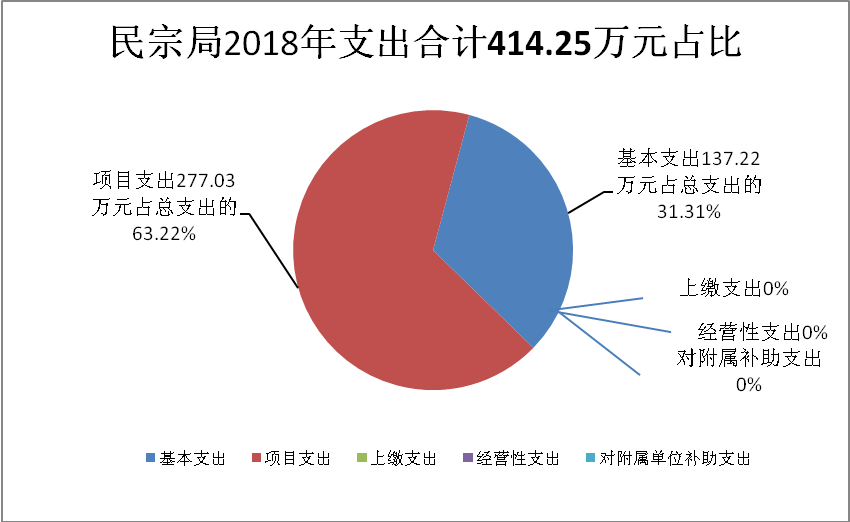 民宗局2018年支出合计414.25万元占比
基本支出137.22
万元占总支出的
31.31%
项目支出277.03
万元占总支出的
63.22%
上缴支出0%
经营性支出0%
对附属补助支出
0%
基本支出 项目支出 上缴支出 经营性支出 对附属单位补助支出